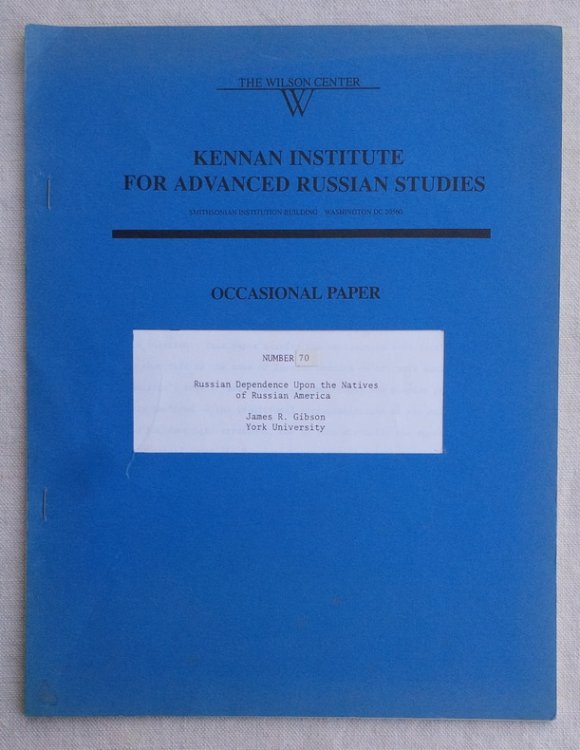 THE WILSON CENTER
W
KENNAN INSTITUTE
FOR ADVANCED RUSSIAN STUDIES
SMITHSONIAN INSTITUTION BUILDING WASHINGTON DC 20560
OCCASIONAL PAPER
NUMBER 70
Russian Dependence Upon the Natives
of Russian America
James R. Gibson
York University